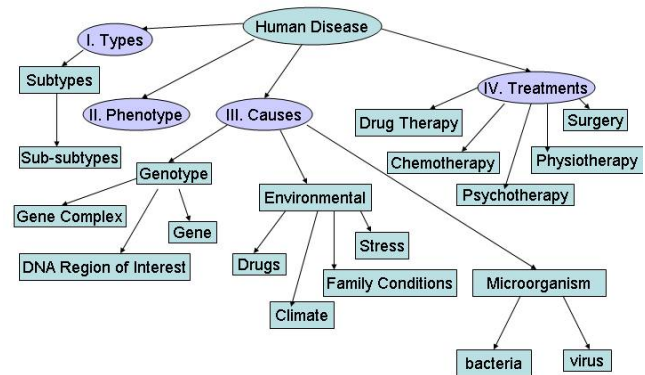 Human Disease
I. Types
Subtypes
Sub-subtypes
II. Phenotype
III. Causes
IV. Treatments
Drug Therapy
Chemotherapy
Psychotherapy
Physiotherapy
Surgery
Genotype
Gene Complex
DNA Region of Interest
Gene
Environmental
Drugs
Climate
Family Conditions
Stress
Microorganism
bacteria
virus